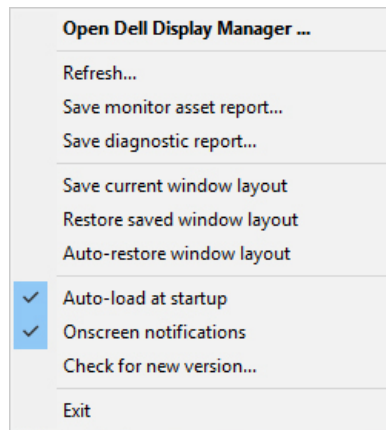 Open Dell Display Manager ...
Refresh...
Save monitor asset report...
Save diagnostic report...
Save current window layout
Restore saved window layout
Auto-restore window layout
Auto-load at startup
Onscreen notifications
Check for new version...
Exit